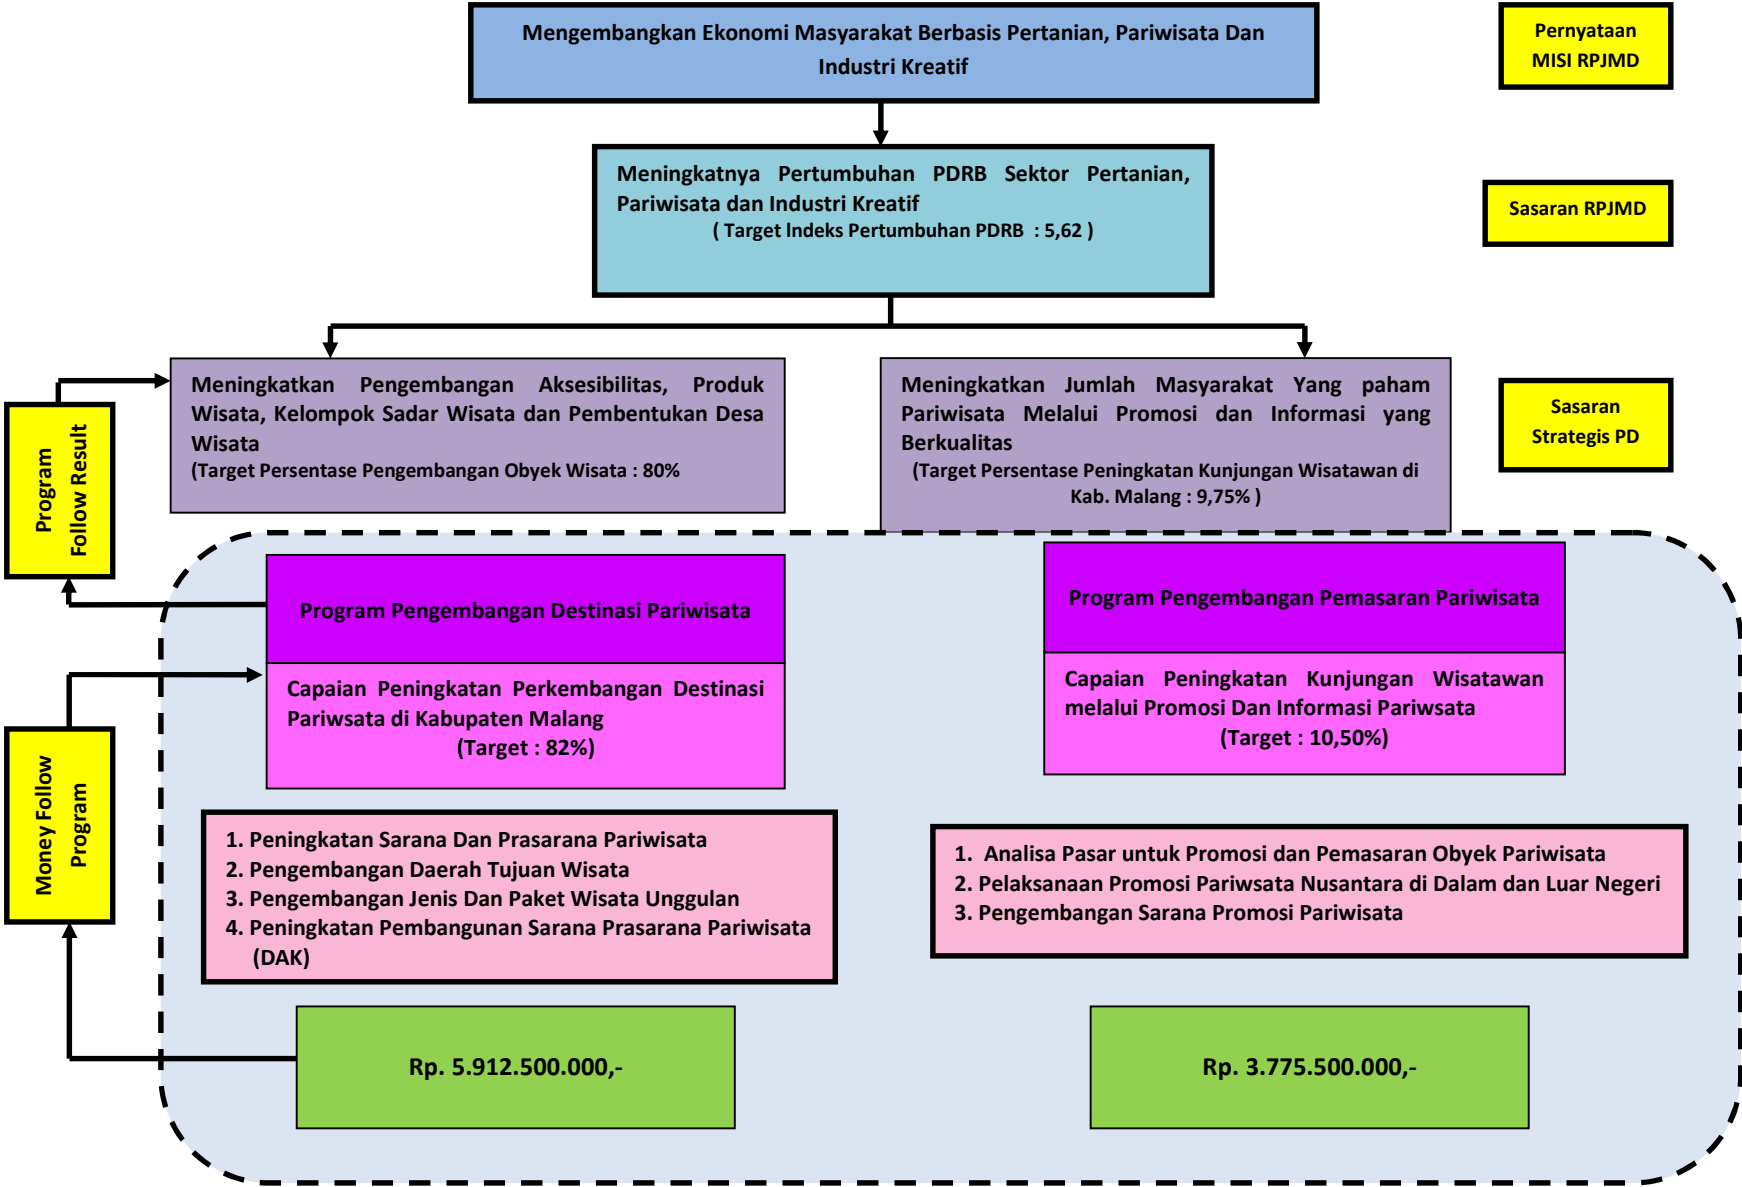 Mengembangkan Ekonomi Masyarakat Berbasis Pertanian, Pariwisata Dan
Industri Kreatif
Pernyataan
MISI RPJMD
Meningkatnya Pertumbuhan PDRB Sektor Pertanian,
Pariwisata dan Industri Kreatif
( Target Indeks Pertumbuhan PDRB : 5,62 )
Sasaran RPJMD
Meningkatkan Pengembangan Aksesibilitas, Produk
Wisata, Kelompok Sadar Wisata dan Pembentukan Desa
Wisata
(Target Persentase Pengembangan Obyek Wisata : 80%
Meningkatkan Jumlah Masyarakat Yang paham
Pariwisata Melalui Promosi dan Informasi yang
Berkualitas
(Target Persentase Peningkatan Kunjungan Wisatawan di
Kab. Malang : 9,75% )
Sasaran
Strategis PD
Program
Follow Result
Program Pengembangan Destinasi Pariwisata
Capaian Peningkatan Perkembangan Destinasi
Pariwsata di Kabupaten Malang
(Target : 82%)
Program Pengembangan Pemasaran Pariwisata
Capaian Peningkatan Kunjungan Wisatawan
melalui Promosi Dan Informasi Pariwsata
(Target : 10,50%)
Money Follow
Program
1. Peningkatan Sarana Dan Prasarana Pariwisata
2. Pengembangan Daerah Tujuan Wisata
3. Pengembangan Jenis Dan Paket Wisata Unggulan
4. Peningkatan Pembangunan Sarana Prasarana Pariwisata
(DAK)
1. Analisa Pasar untuk Promosi dan Pemasaran Obyek Pariwisata
2. Pelaksanaan Promosi Pariwsata Nusantara di Dalam dan Luar Negeri
3. Pengembangan Sarana Promosi Pariwisata
Rp. 5.912.500.000,-
Rp. 3.775.500.000,-